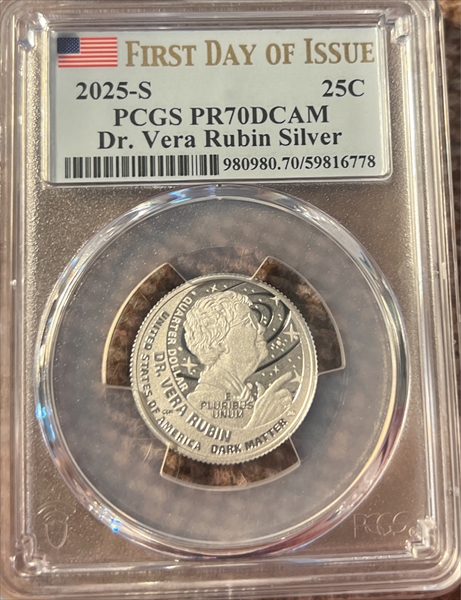 FIRST DAY OF ISSUE
2025-S 25C
PCGS PR70DCAM
Dr. Vera Rubin Silver
980980.70/59816778
QUARTER DOLLAR
UNITED STATES OF AMERICA
DR. VERA RUBIN
E
PLURIBUS
UNUM
DARK MATTER
PCGS